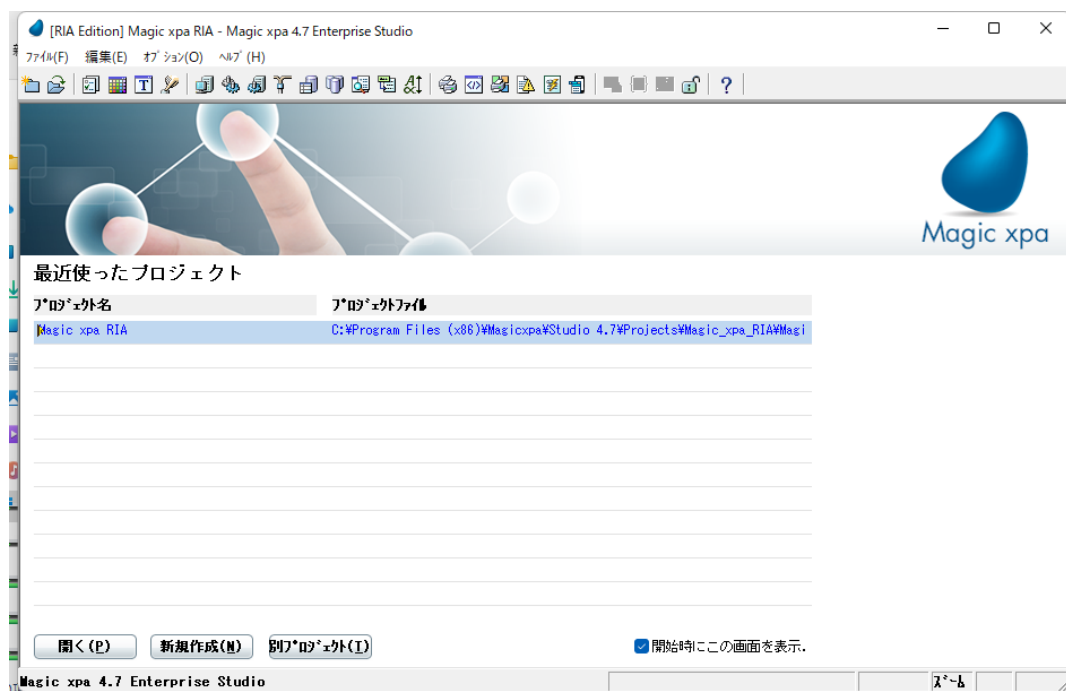 [RIA Edition] Magic xpa RIA - Magic xpa 4.7 Enterprise Studio
ﾌｧｲﾙ(F) 編集(E) ｵﾌﾟｼｮﾝ(O) ﾍﾙﾌﾟ(H)
Magic xpa
最近使ったプロジェクト
ﾌﾟﾛｼﾞｪｸﾄ名 ﾌﾟﾛｼﾞｪｸﾄﾌｧｲﾙ
Magic xpa RIA C:¥Program Files (x86)¥Magicxpa¥Studio 4.7¥Projects¥Magic_xpa_RIA¥Magi
開く(P) 新規作成(N) 別ﾌﾟﾛｼﾞｪｸﾄ(I) 開始時にこの画面を表示.
Magic xpa 4.7 Enterprise Studio ｽﾞｰﾑ